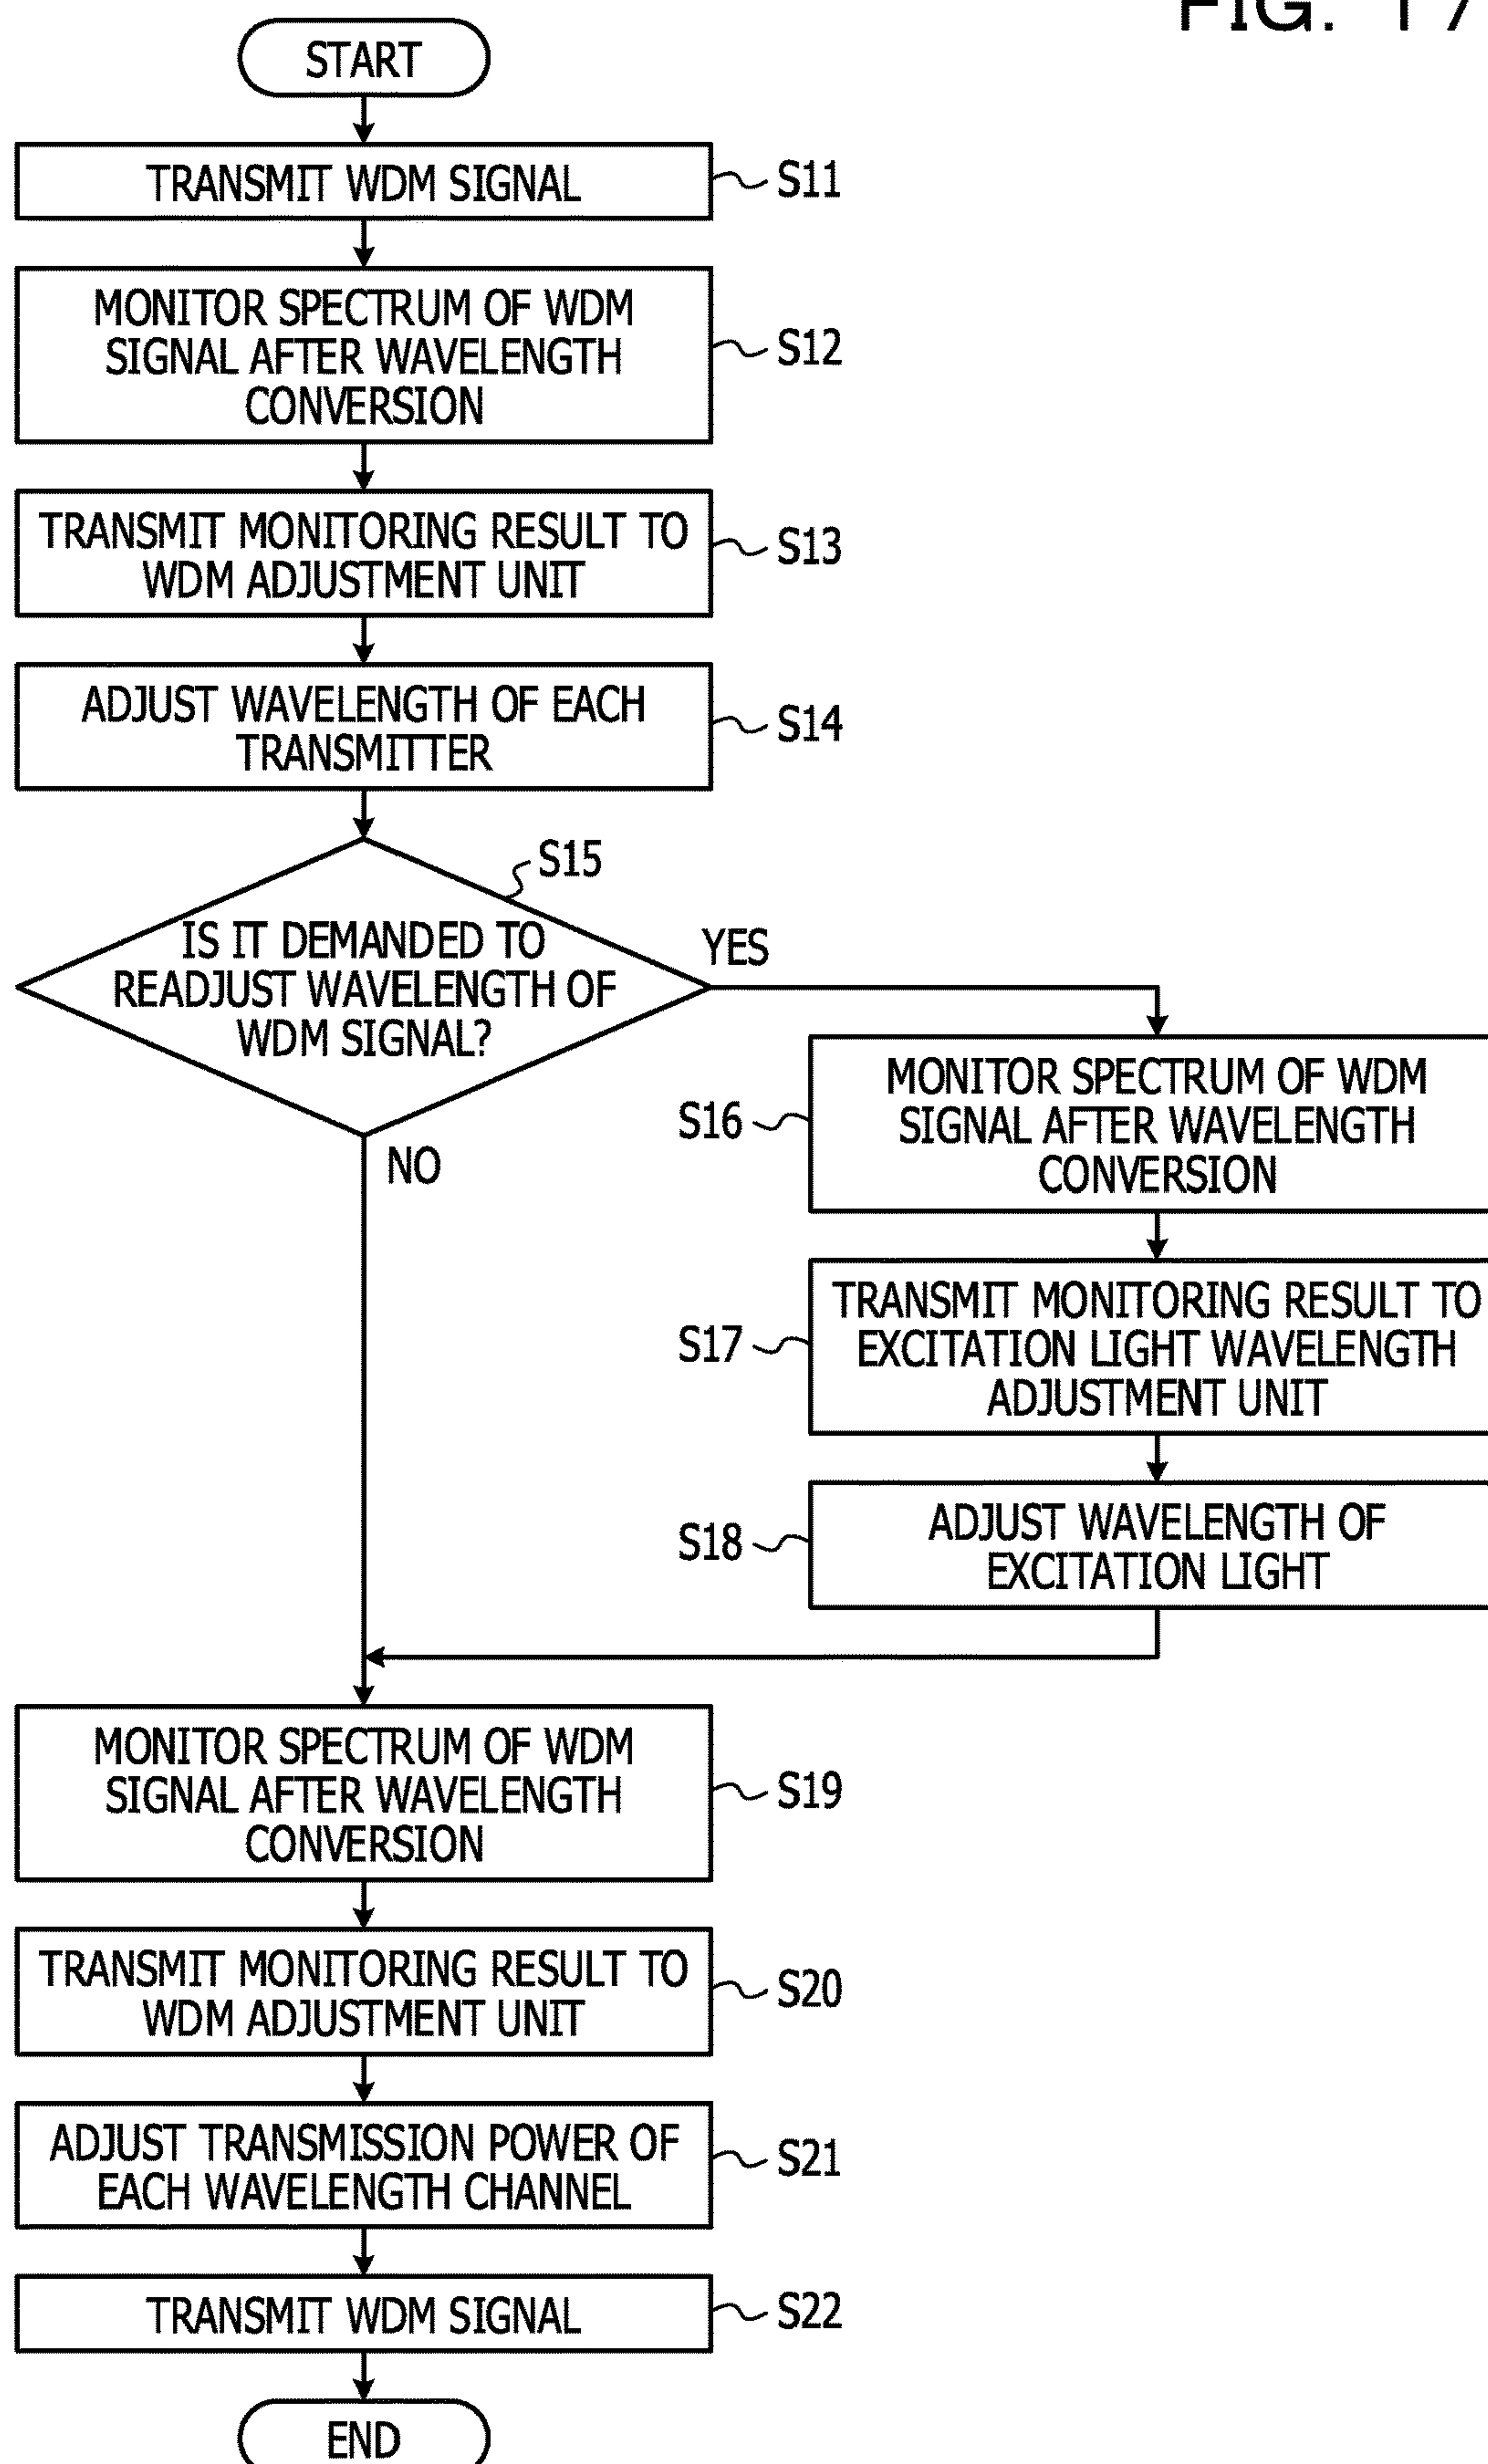 FIG. 17
START
TRANSMIT WDM SIGNAL
S11
MONITOR SPECTRUM OF WDM
SIGNAL AFTER WAVELENGTH
CONVERSION
S12
TRANSMIT MONITORING RESULT TO
WDM ADJUSTMENT UNIT
S13
ADJUST WAVELENGTH OF EACH
TRANSMITTER
S14
S15
IS IT DEMANDED TO
READJUST WAVELENGTH OF
WDM SIGNAL?
YES
NO
MONITOR SPECTRUM OF WDM
SIGNAL AFTER WAVELENGTH
CONVERSION
S16
TRANSMIT MONITORING RESULT TO
EXCITATION LIGHT WAVELENGTH
ADJUSTMENT UNIT
S17
ADJUST WAVELENGTH OF
EXCITATION LIGHT
S18
MONITOR SPECTRUM OF WDM
SIGNAL AFTER WAVELENGTH
CONVERSION
S19
TRANSMIT MONITORING RESULT TO
WDM ADJUSTMENT UNIT
S20
ADJUST TRANSMISSION POWER OF
EACH WAVELENGTH CHANNEL
S21
TRANSMIT WDM SIGNAL
S22
END